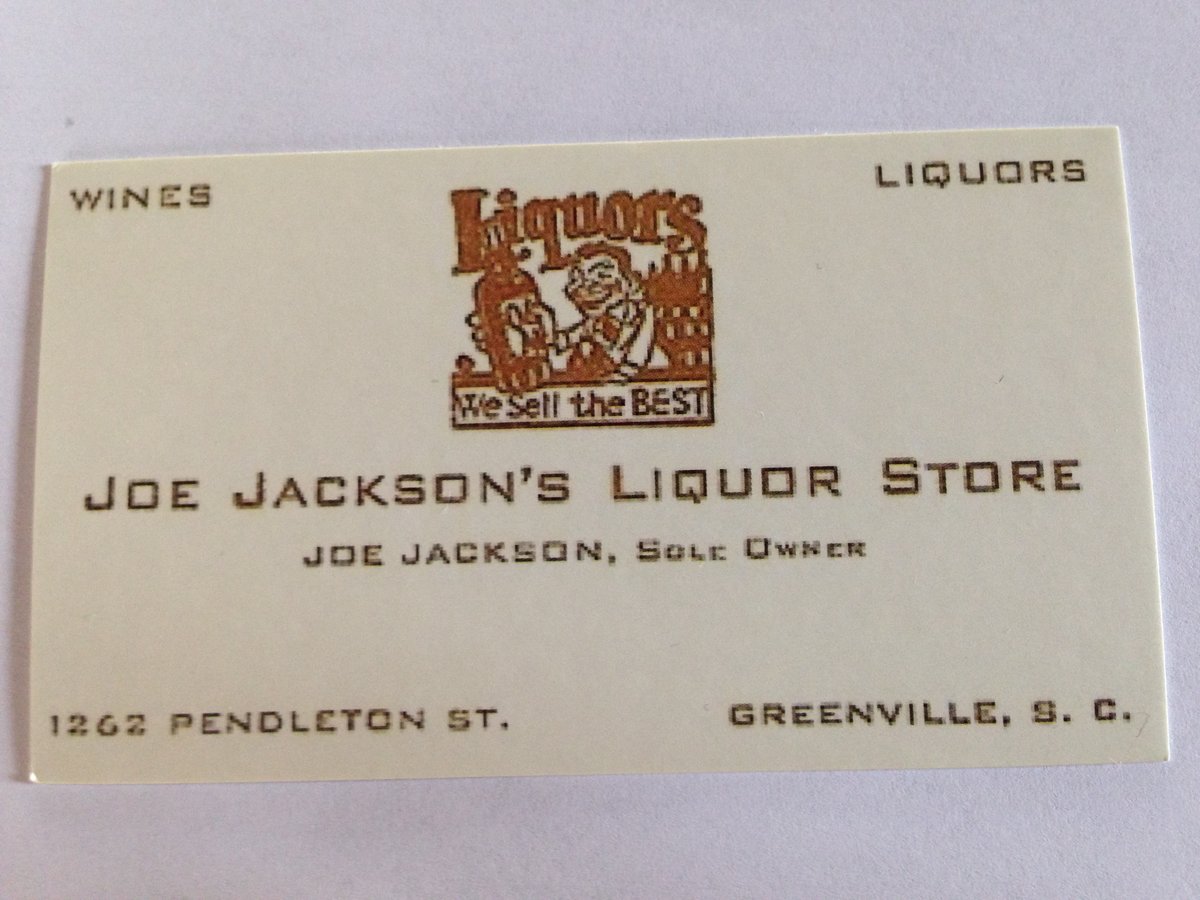 WINES
LIQUORS
Liquors
We Sell the BEST
JOE JACKSON'S LIQUOR STORE
JOE JACKSON, SOLE OWNER
1262 PENDLETON ST.
GREENVILLE, S. C.